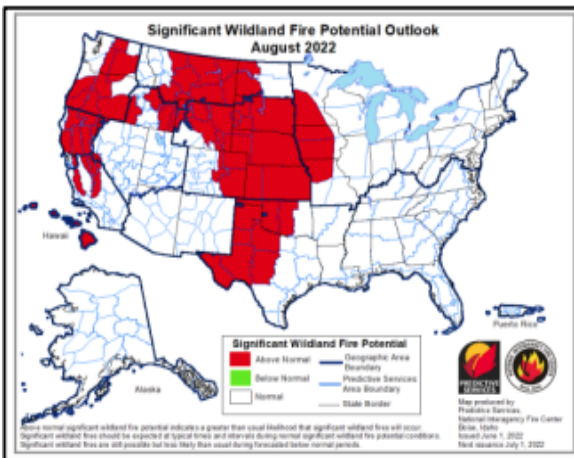 Significant Wildland Fire Potential Outlook
August 2022
Hawaii
Alaska
Puerto Rico
Significant Wildland Fire Potential
Above Normal
Below Normal
Normal
Geographic Area
Boundary
Predictive Services
Area Boundary
State Border
PREDICTIVE
SERVICES
Map produced by
Predictive Services,
National Interagency Fire Center
Boise, Idaho
Issued June 1, 2022
Next issuance July 1, 2022
Above normal significant wildland fire potential indicates a greater than usual likelihood that significant wildland fires will occur.
Significant wildland fires should be expected at typical times and intervals during normal significant wildland fire potential conditions.
Significant wildland fires are still possible but less likely than usual during forecasted below normal periods.